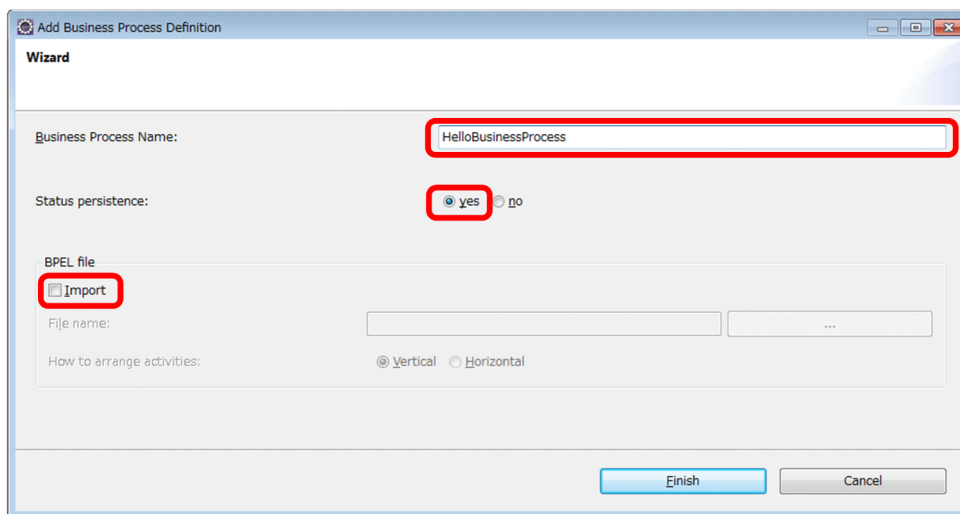 Add Business Process Definition
Wizard
Business Process Name: HelloBusinessProcess
Status persistence: yes no
BPEL file
Import
File name: ...
How to arrange activities: Vertical Horizontal
Finish Cancel